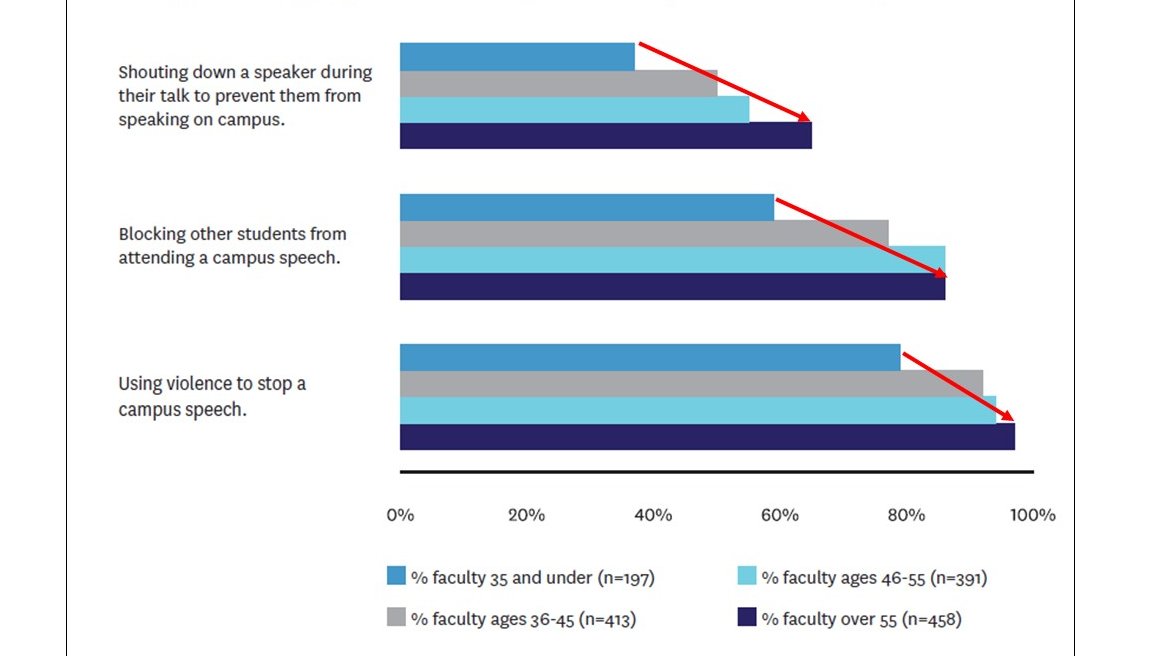 Shouting down a speaker during
their talk to prevent them from
speaking on campus.
Blocking other students from
attending a campus speech.
Using violence to stop a
campus speech.
0% 20% 40% 60% 80% 100%
% faculty 35 and under (n=197) % faculty ages 46-55 (n=391)
% faculty ages 36-45 (n=413) % faculty over 55 (n=458)